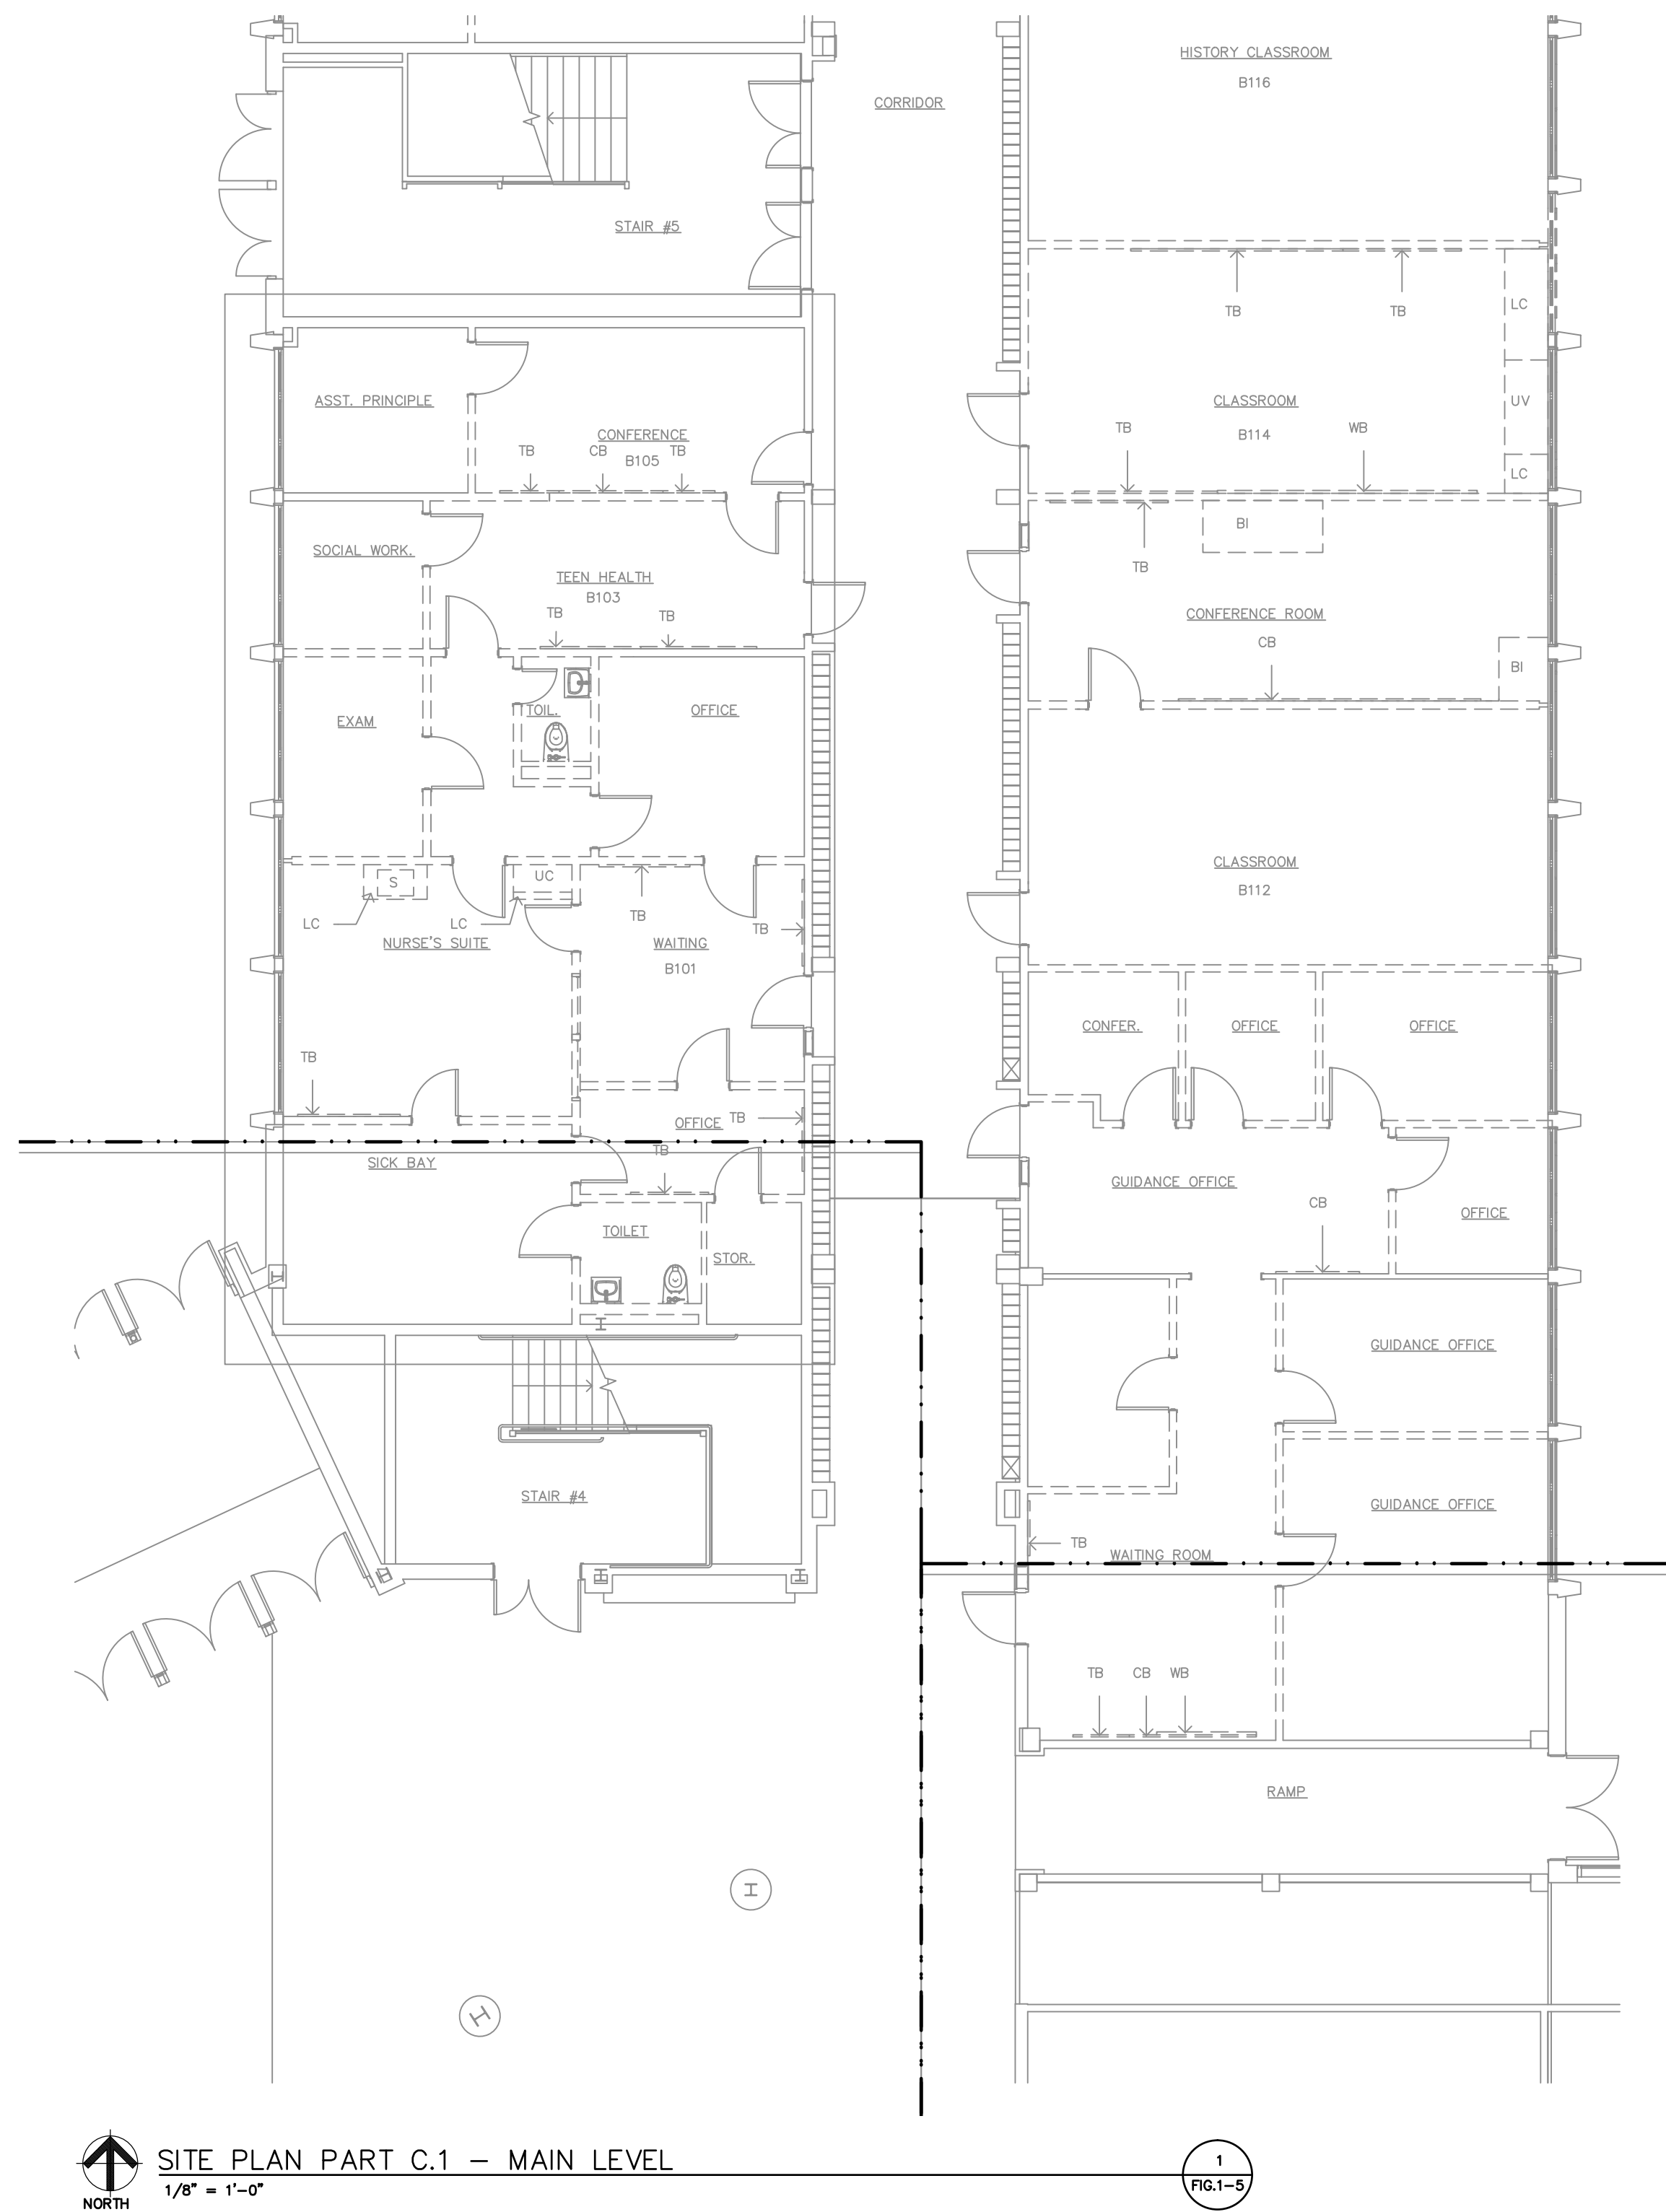 HISTORY CLASSROOM
B116
CORRIDOR
STAIR #5
TB
TB
LC
ASST. PRINCIPLE
CLASSROOM
UV
CONFERENCE
B105
TB
CB
TB
TB
B114
WB
LC
BI
SOCIAL WORK.
TEEN HEALTH
B103
TB
TB
TB
CONFERENCE ROOM
CB
BI
EXAM
TOIL.
OFFICE
CLASSROOM
B112
S
UC
LC
LC
TB
TB
NURSE'S SUITE
WAITING
B101
CONFER.
OFFICE
OFFICE
TB
OFFICE
TB
TB
SICK BAY
GUIDANCE OFFICE
CB
OFFICE
TOILET
STOR.
GUIDANCE OFFICE
STAIR #4
GUIDANCE OFFICE
TB
WAITING ROOM
TB
CB
WB
RAMP
SITE PLAN PART C.1 – MAIN LEVEL
1/8" = 1'-0"
NORTH
1
FIG.1-5